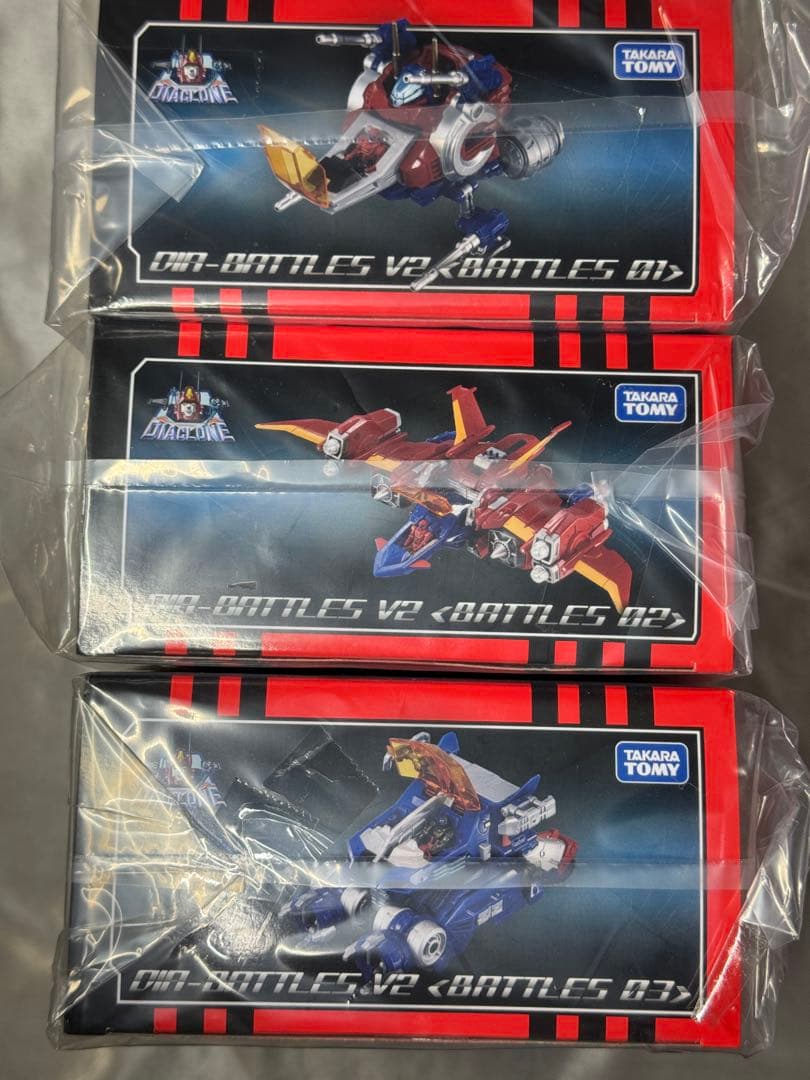 DIACLONE
TAKARA
TOMY
DIA-BATTLES V2 <BATTLES 01>
DIACLONE
TAKARA
TOMY
DIA-BATTLES V2 <BATTLES 02>
DIACLONE
TAKARA
TOMY
DIA-BATTLES V2 <BATTLES 03>